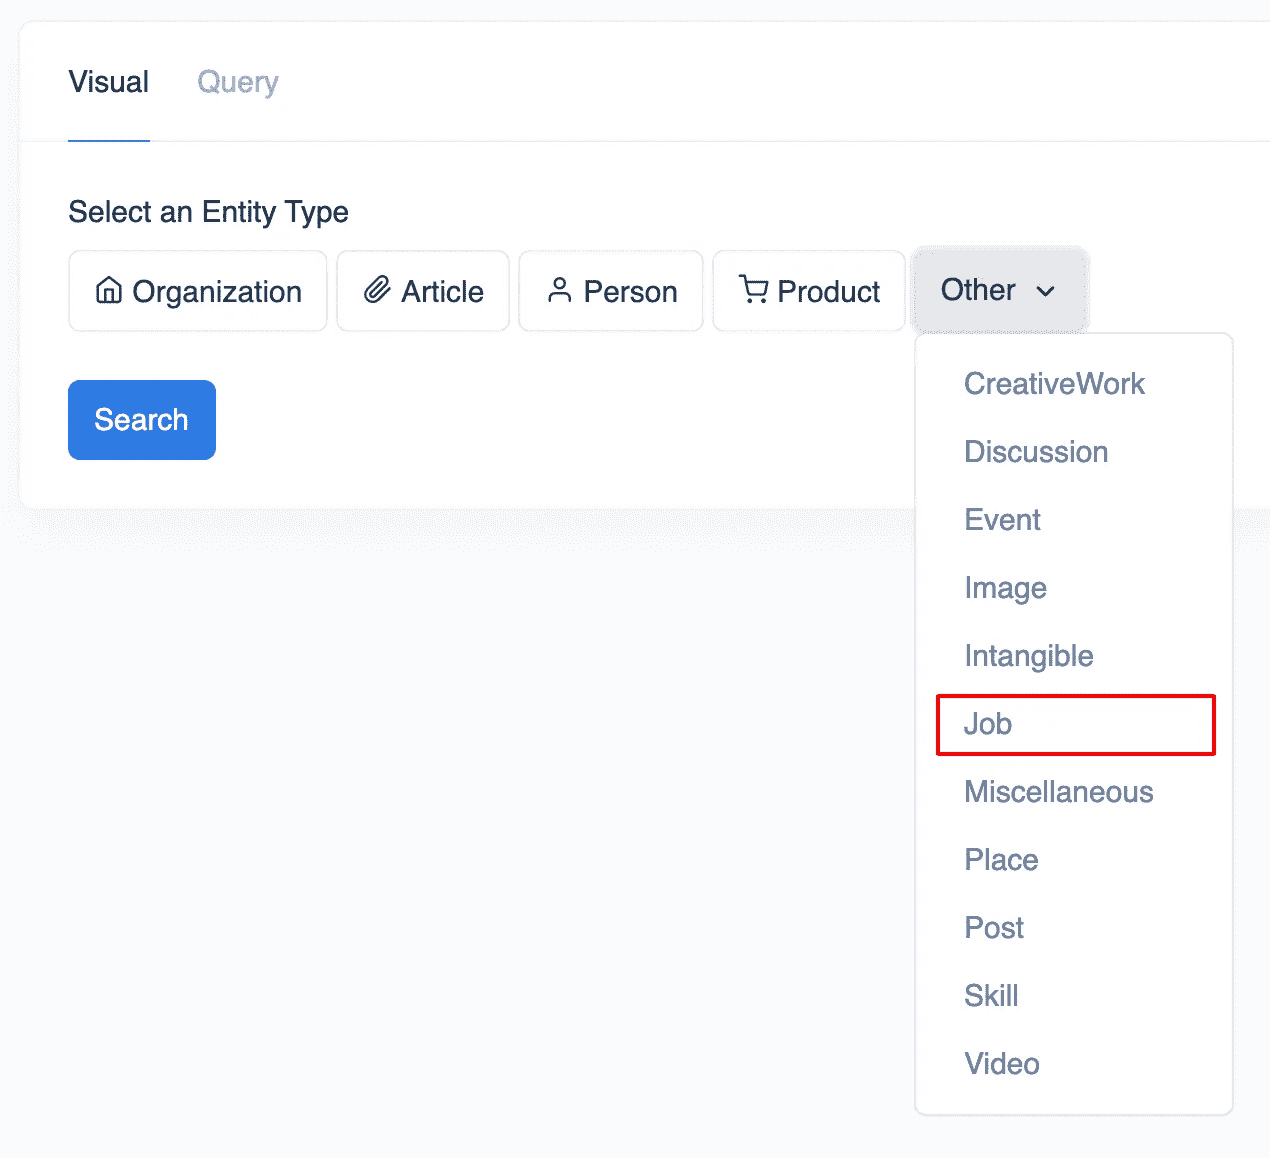 Visual Query
Select an Entity Type
Organization Article Person Product Other
Search
CreativeWork
Discussion
Event
Image
Intangible
Job
Miscellaneous
Place
Post
Skill
Video